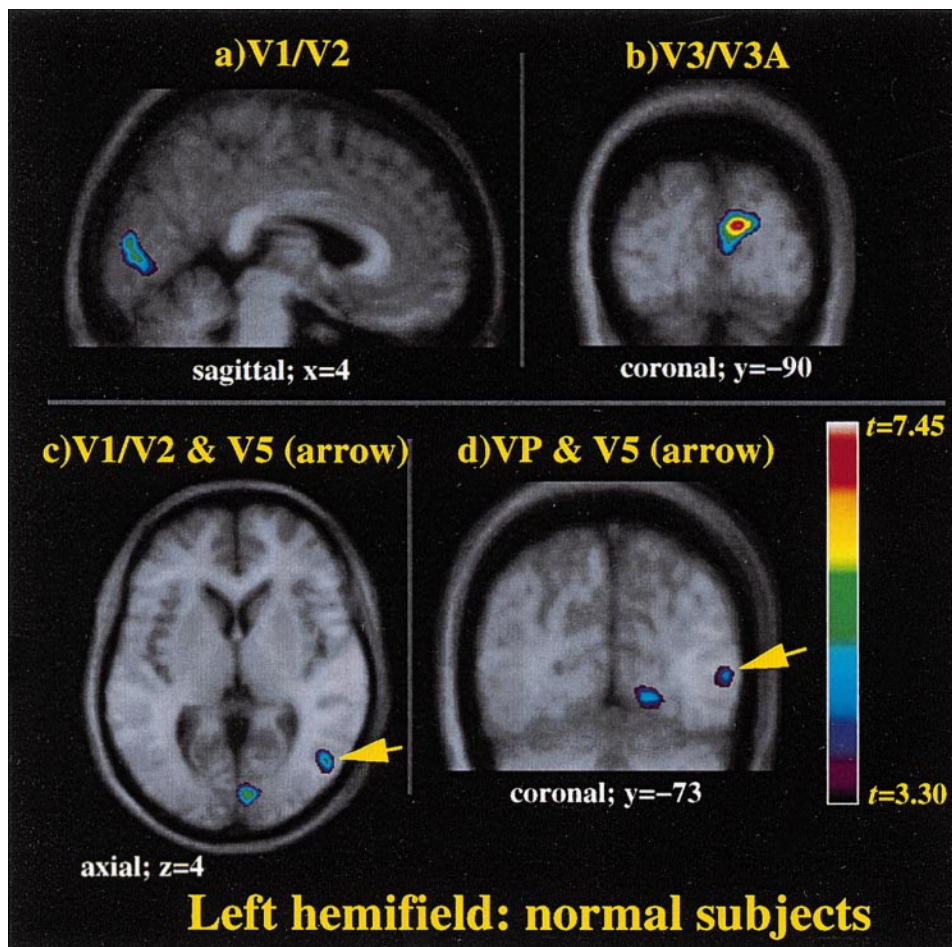 a)V1/V2
b)V3/V3A
sagittal; x=4
coronal; y=−90
c)V1/V2 & V5 (arrow)
d)VP & V5 (arrow)
t=7.45
t=3.30
coronal; y=−73
axial; z=4
Left hemifield: normal subjects